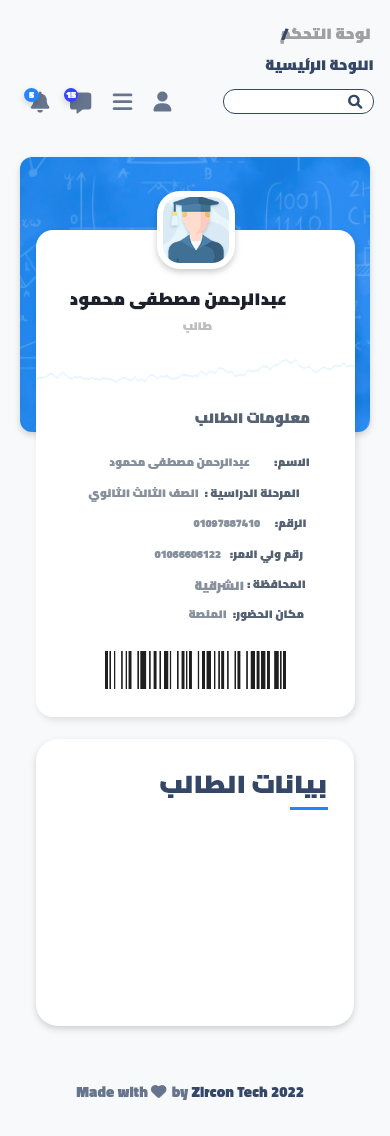 لوحة التحكم/
اللوحة الرئيسية
15
5
عبدالرحمن مصطفى محمود
طالب
معلومات الطالب
الاسم: عبدالرحمن مصطفى محمود
المرحلة الدراسية : الصف الثالث الثانوي
الرقم: 01097887410
رقم ولي الامر: 01066606122
المحافظة : الشرقية
مكان الحضور: المنصة
بيانات الطالب
Made with by Zircon Tech 2022